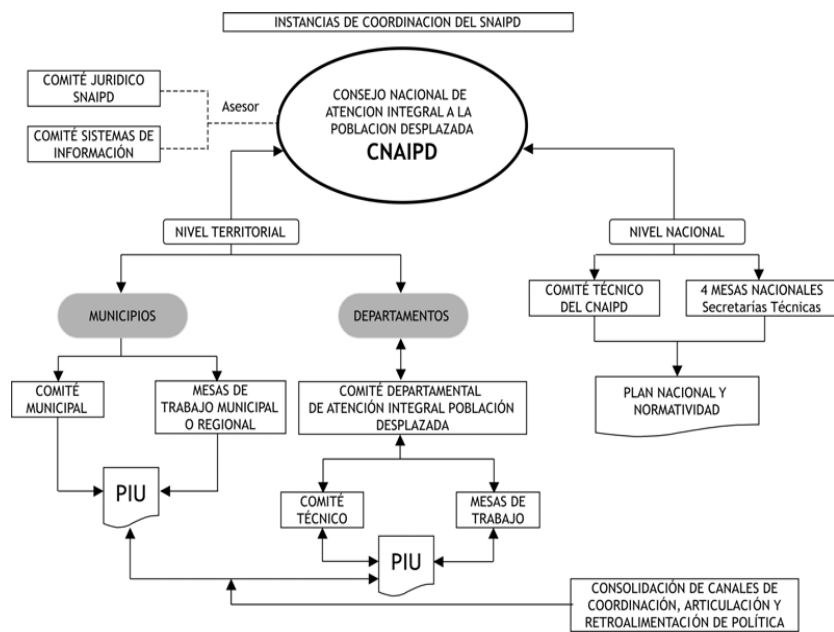 INSTANCIAS DE COORDINACION DEL SNAIPD
COMITÉ JURIDICO
SNAIPD
Asesor
COMITÉ SISTEMAS DE
INFORMACIÓN
CONSEJO NACIONAL DE
ATENCION INTEGRAL A LA
POBLACION DESPLAZADA
CNAIPD
NIVEL TERRITORIAL
NIVEL NACIONAL
MUNICIPIOS
DEPARTAMENTOS
COMITÉ TÉCNICO
DEL CNAIPD
4 MESAS NACIONALES
Secretarías Técnicas
COMITÉ
MUNICIPAL
MESAS DE
TRABAJO MUNICIPAL
O REGIONAL
COMITÉ DEPARTAMENTAL
DE ATENCIÓN INTEGRAL POBLACIÓN
DESPLAZADA
PLAN NACIONAL Y
NORMATIVIDAD
PIU
COMITÉ
TÉCNICO
MESAS DE
TRABAJO
PIU
CONSOLIDACIÓN DE CANALES DE
COORDINACIÓN, ARTICULACIÓN Y
RETROALIMENTACIÓN DE POLÍTICA